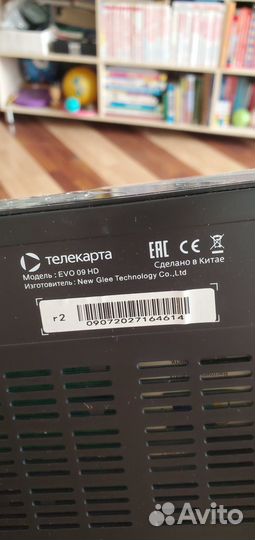 телекарта
EAC CE
Модель : EVO 09 HD
Сделано в Китае
Изготовитель : New Glee Technology Co.,Ltd
r2
09072027164614
Avito